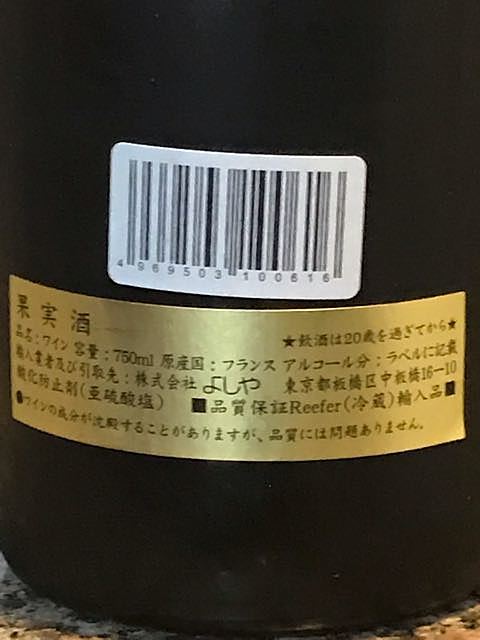 4969503100616
果実酒
★飲酒は20歳を過ぎてから★
品名：ワイン 容量：750ml 原産国：フランス アルコール分：ラベルに記載
輸入業者及び引取先：株式会社よしや 東京都板橋区中板橋16-10
酸化防止剤(亜硫酸塩) ■品質保証Reefer(冷蔵)輸入品■
●ワインの成分が沈殿することがありますが、品質には問題ありません。